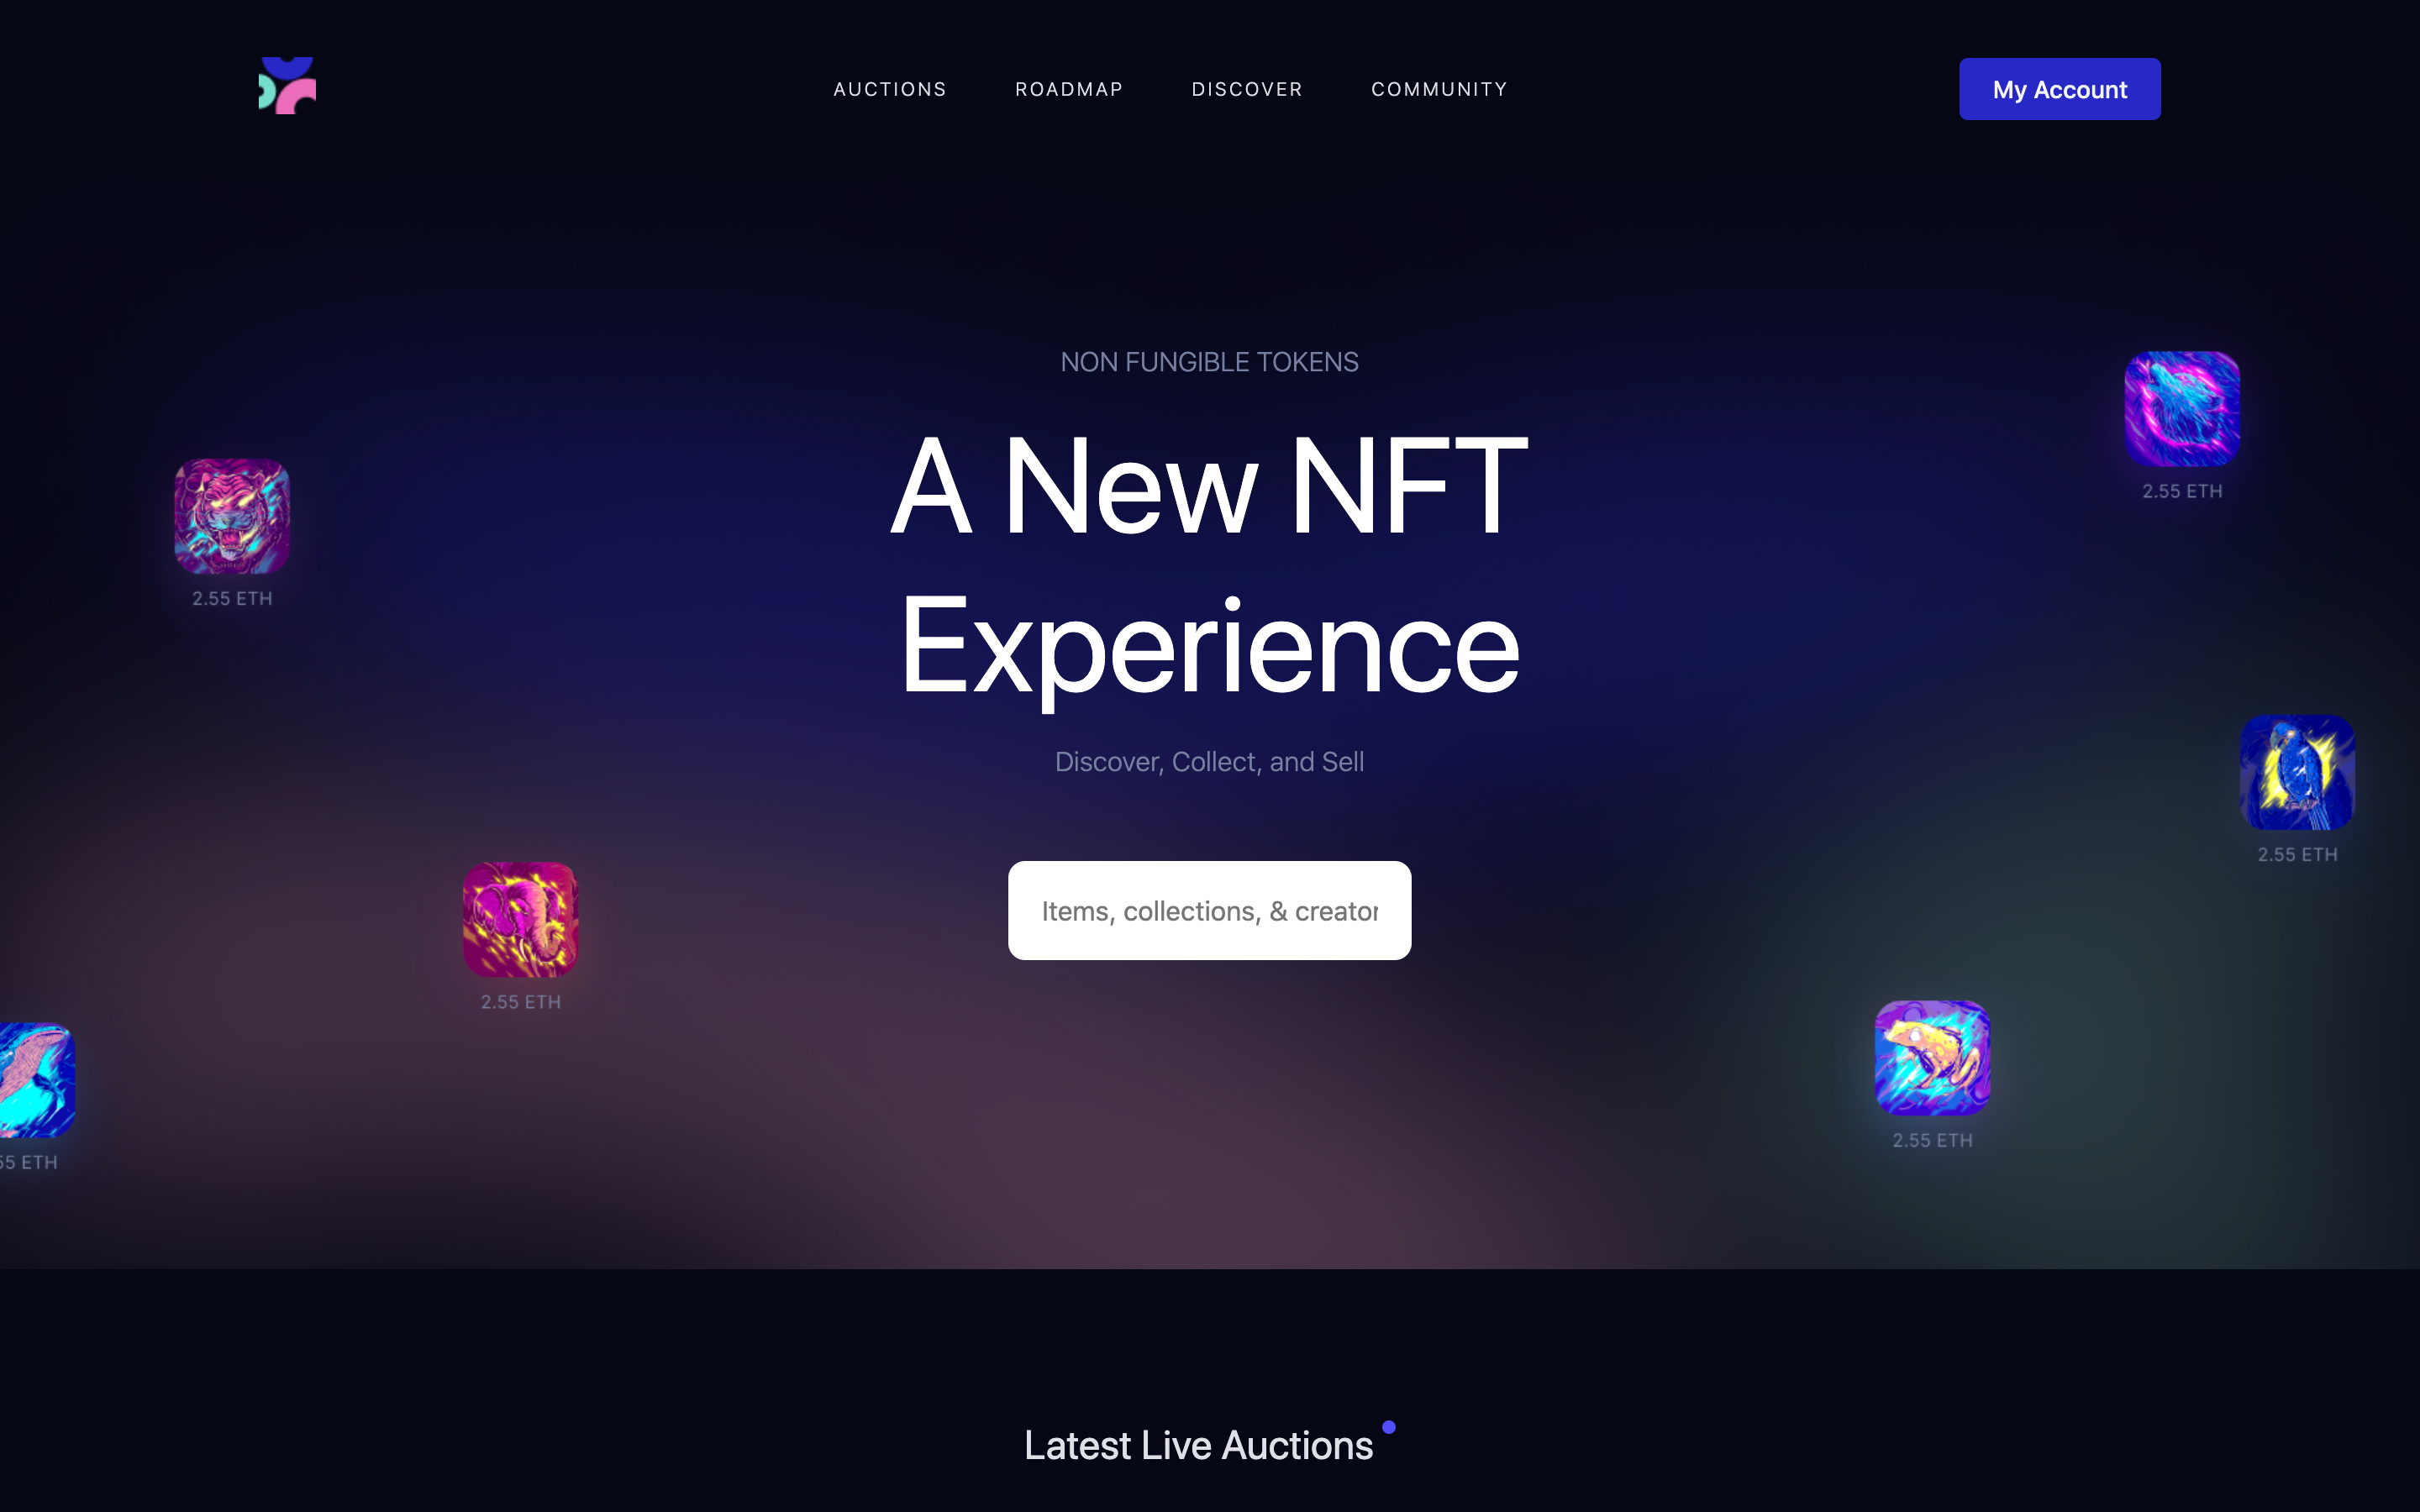 AUCTIONS ROADMAP DISCOVER COMMUNITY
My Account
NON FUNGIBLE TOKENS
A New NFT
Experience
Discover, Collect, and Sell
Items, collections, & creator
2.55 ETH
2.55 ETH
2.55 ETH
2.55 ETH
55 ETH
2.55 ETH
Latest Live Auctions